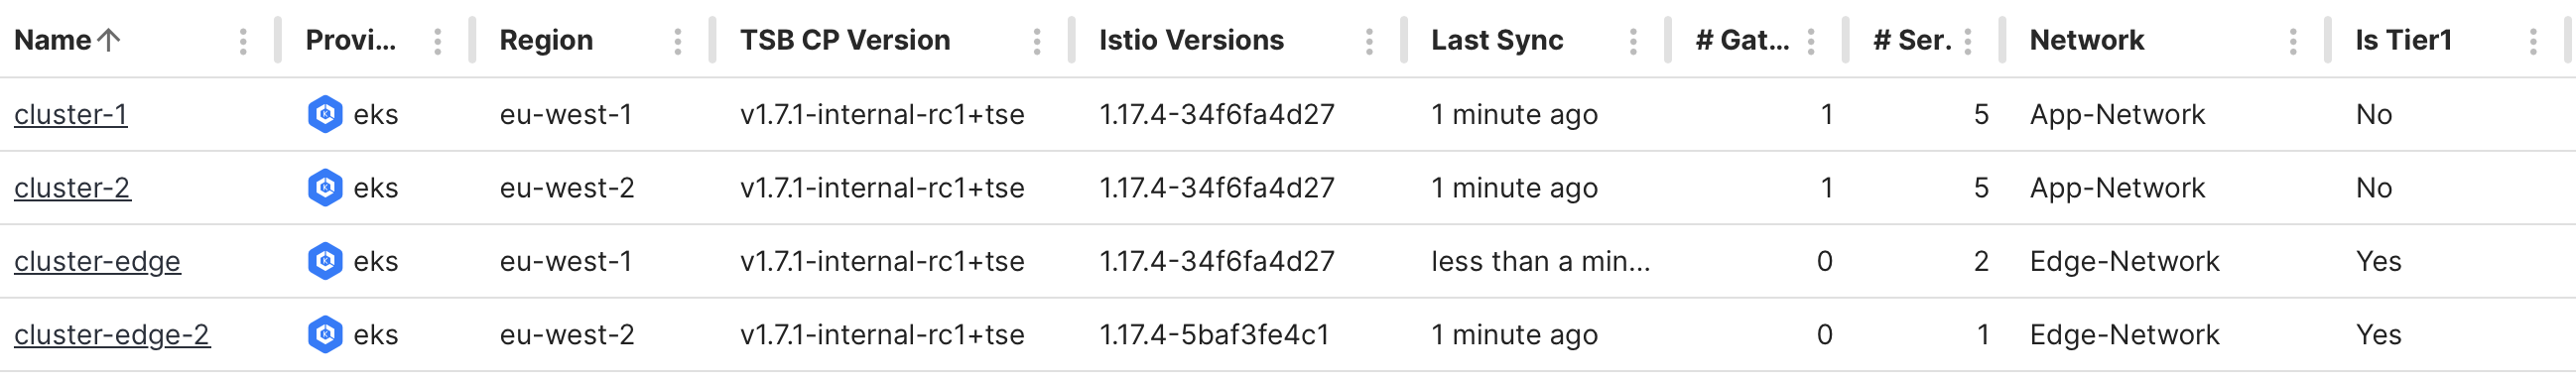 Name Provi... Region TSB CP Version Istio Versions Last Sync # Gat... # Ser. Network Is Tier1
cluster-1 eks eu-west-1 v1.7.1-internal-rc1+tse 1.17.4-34f6fa4d27 1 minute ago 1 5 App-Network No
cluster-2 eks eu-west-2 v1.7.1-internal-rc1+tse 1.17.4-34f6fa4d27 1 minute ago 1 5 App-Network No
cluster-edge eks eu-west-1 v1.7.1-internal-rc1+tse 1.17.4-34f6fa4d27 less than a min... 0 2 Edge-Network Yes
cluster-edge-2 eks eu-west-2 v1.7.1-internal-rc1+tse 1.17.4-5baf3fe4c1 1 minute ago 0 1 Edge-Network Yes